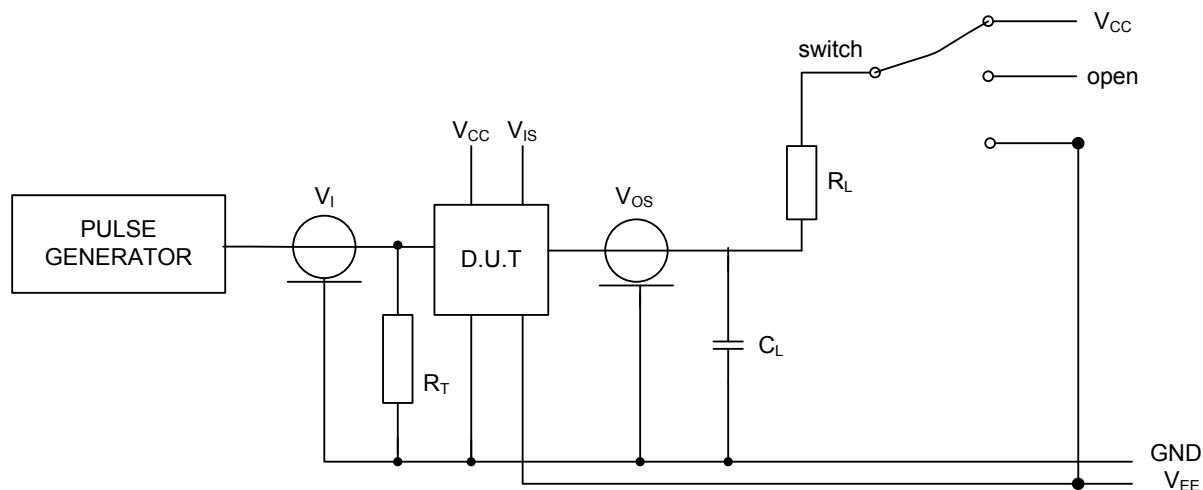 V_CC
switch
open
V_CC
V_IS
R_L
V_I
V_OS
PULSE
GENERATOR
D.U.T
C_L
R_T
GND
V_EE